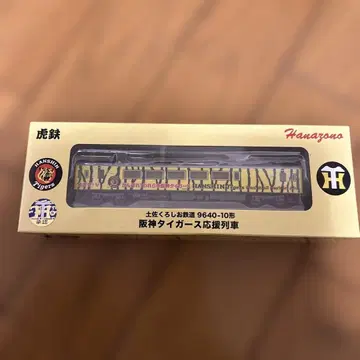 虎鉄
Hanazono
HANSHIN
Tigers
土佐くろしお鉄道 9640-10形
阪神タイガース応援列車